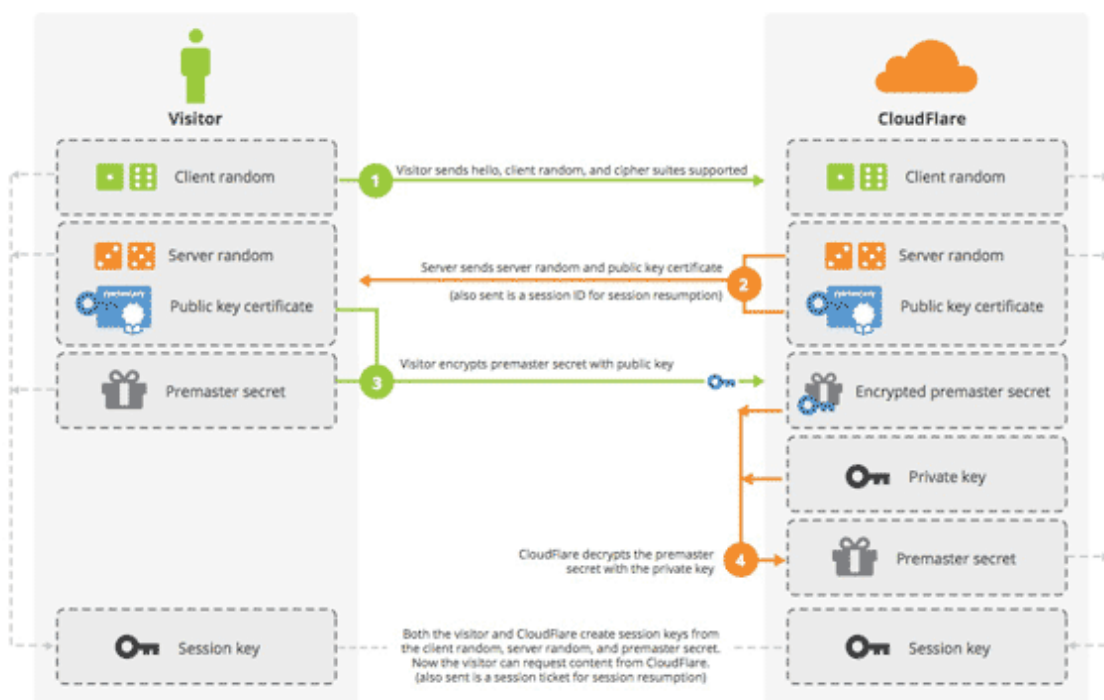 Visitor
CloudFlare
Client random
1
Visitor sends hello, client random, and cipher suites supported
Client random
Server random
Server sends server random and public key certificate
2
(also sent is a session ID for session resumption)
Server random
Public key certificate
Public key certificate
Visitor encrypts premaster secret with public key
3
Premaster secret
Encrypted premaster secret
Private key
CloudFlare decrypts the premaster
secret with the private key
4
Premaster secret
Session key
Both the visitor and CloudFlare create session keys from
the client random, server random, and premaster secret.
Now the visitor can request content from CloudFlare.
(also sent is a session ticket for session resumption)
Session key